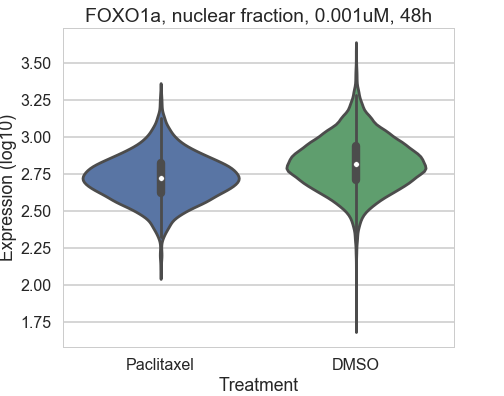 FOXO1a, nuclear fraction, 0.001uM, 48h
Expression (log10)
3.50
3.25
3.00
2.75
2.50
2.25
2.00
1.75
Paclitaxel DMSO
Treatment